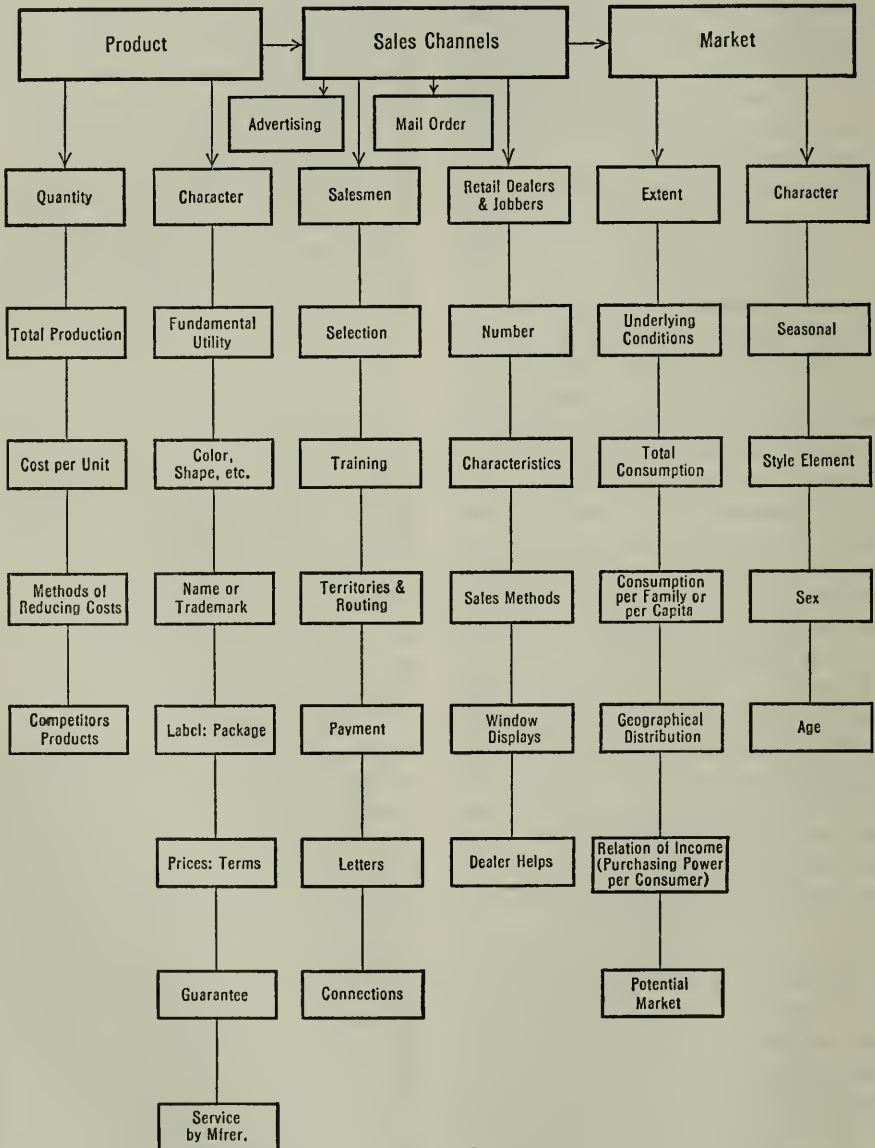 Product
Sales Channels
Market
Advertising
Mail Order
Quantity
Character
Salesmen
Retail Dealers
& Jobbers
Extent
Character
Total Production
Fundamental
Utility
Selection
Number
Underlying
Conditions
Seasonal
Cost per Unit
Color,
Shape, etc.
Training
Characteristics
Total
Consumption
Style Element
Methods of
Reducing Costs
Name or
Trademark
Territories &
Routing
Sales Methods
Consumption
per Family or
per Capita
Sex
Competitors
Products
Label: Package
Payment
Window
Displays
Geographical
Distribution
Age
Prices: Terms
Letters
Dealer Helps
Relation of Income
(Purchasing Power
per Consumer)
Guarantee
Connections
Potential
Market
Service
by Mfrer.